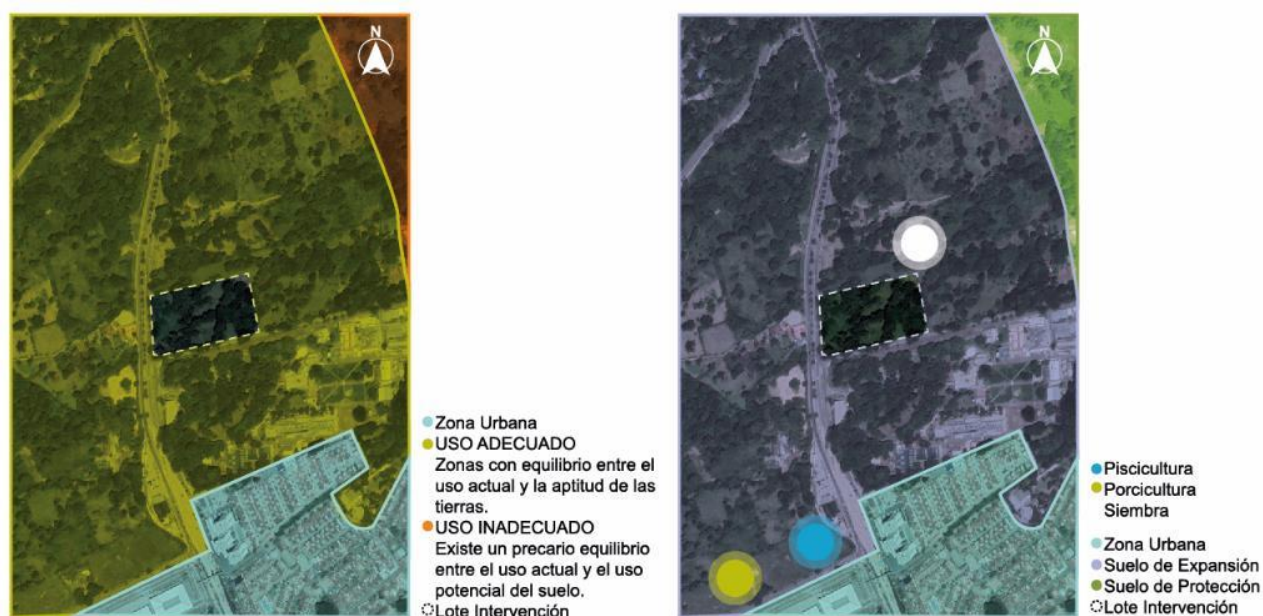 N
Zona Urbana
USO ADECUADO
Zonas con equilibrio entre el
uso actual y la aptitud de las
tierras.
USO INADECUADO
Existe un precario equilibrio
entre el uso actual y el uso
potencial del suelo.
Lote Intervención
N
Piscicultura
Porcicultura
Siembra
Zona Urbana
Suelo de Expansión
Suelo de Protección
Lote Intervención